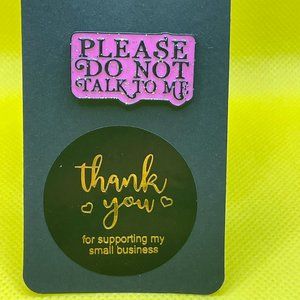 PLEASE
DO NOT
TALK TO ME
thank
you
for supporting my
small business